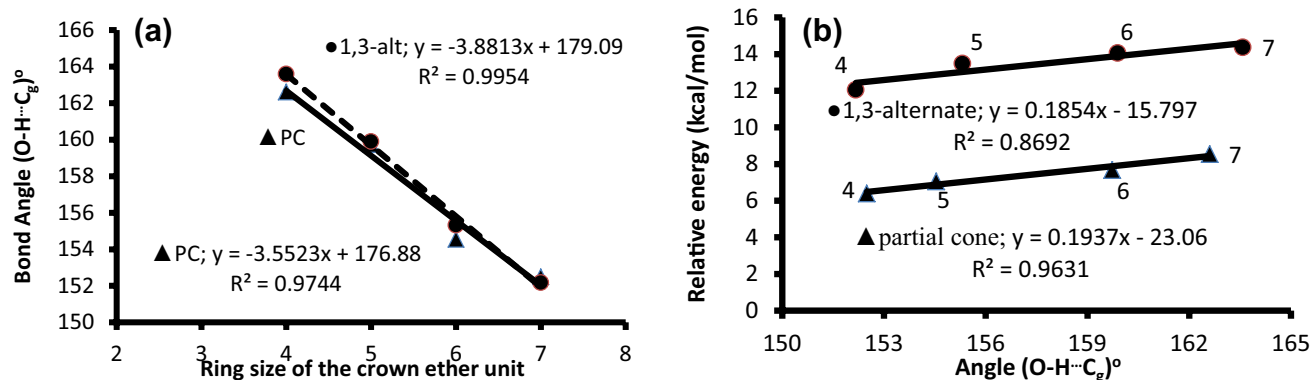 (a)
Bond Angle (O-H···Cg)º
166
164
162
160
158
156
154
152
150
● 1,3-alt; y = -3.8813x + 179.09
R² = 0.9954
▲ PC
▲ PC; y = -3.5523x + 176.88
R² = 0.9744
2 3 4 5 6 7 8
Ring size of the crown ether unit
(b)
Relative energy (kcal/mol)
16
14
12
10
8
6
4
2
0
4 5 6 7
● 1,3-alternate; y = 0.1854x - 15.797
R² = 0.8692
4 5 6 7
▲ partial cone; y = 0.1937x - 23.06
R² = 0.9631
150 153 156 159 162 165
Angle (O-H···Cg)º